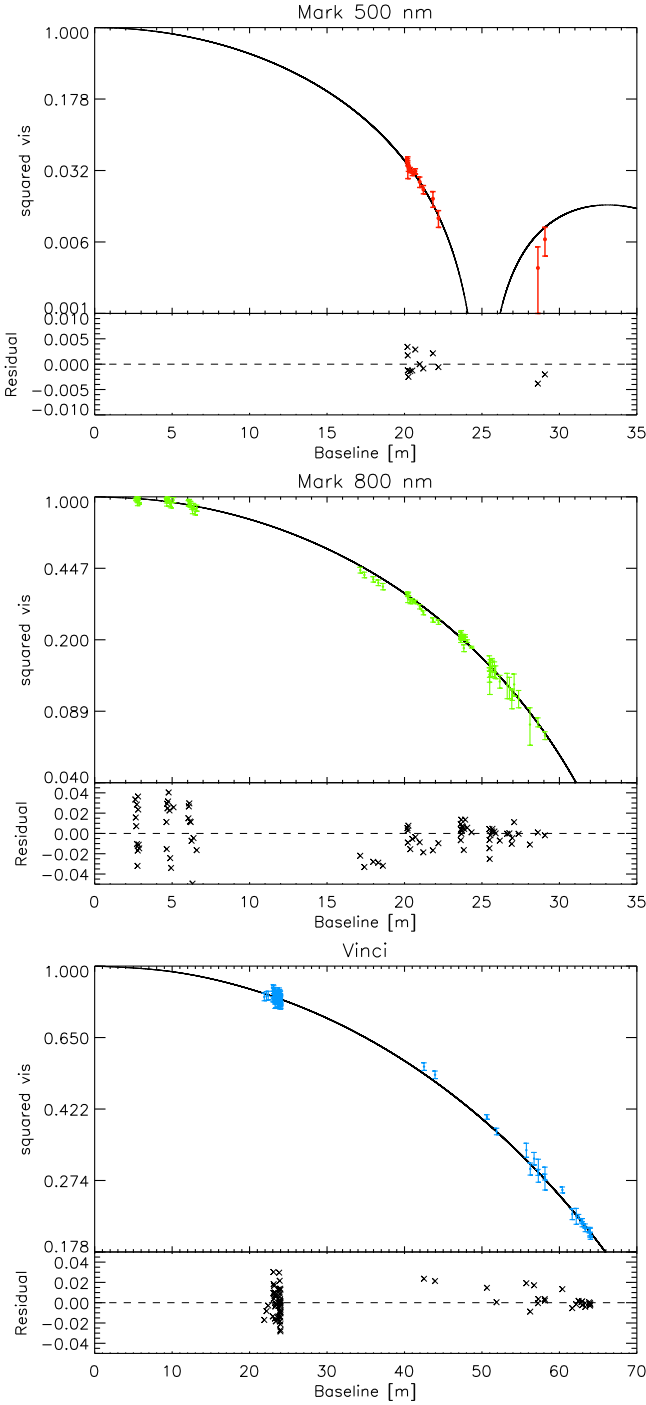 Mark 500 nm
1.000
0.178
0.032
0.006
0.001
squared vis
0.010
0.005
0.000
−0.005
−0.010
Residual
0 5 10 15 20 25 30 35
Baseline [m]
Mark 800 nm
1.000
0.447
0.200
0.089
0.040
squared vis
0.04
0.02
0.00
−0.02
−0.04
Residual
0 5 10 15 20 25 30 35
Baseline [m]
Vinci
1.000
0.650
0.422
0.274
0.178
squared vis
0.04
0.02
0.00
−0.02
−0.04
Residual
0 10 20 30 40 50 60 70
Baseline [m]